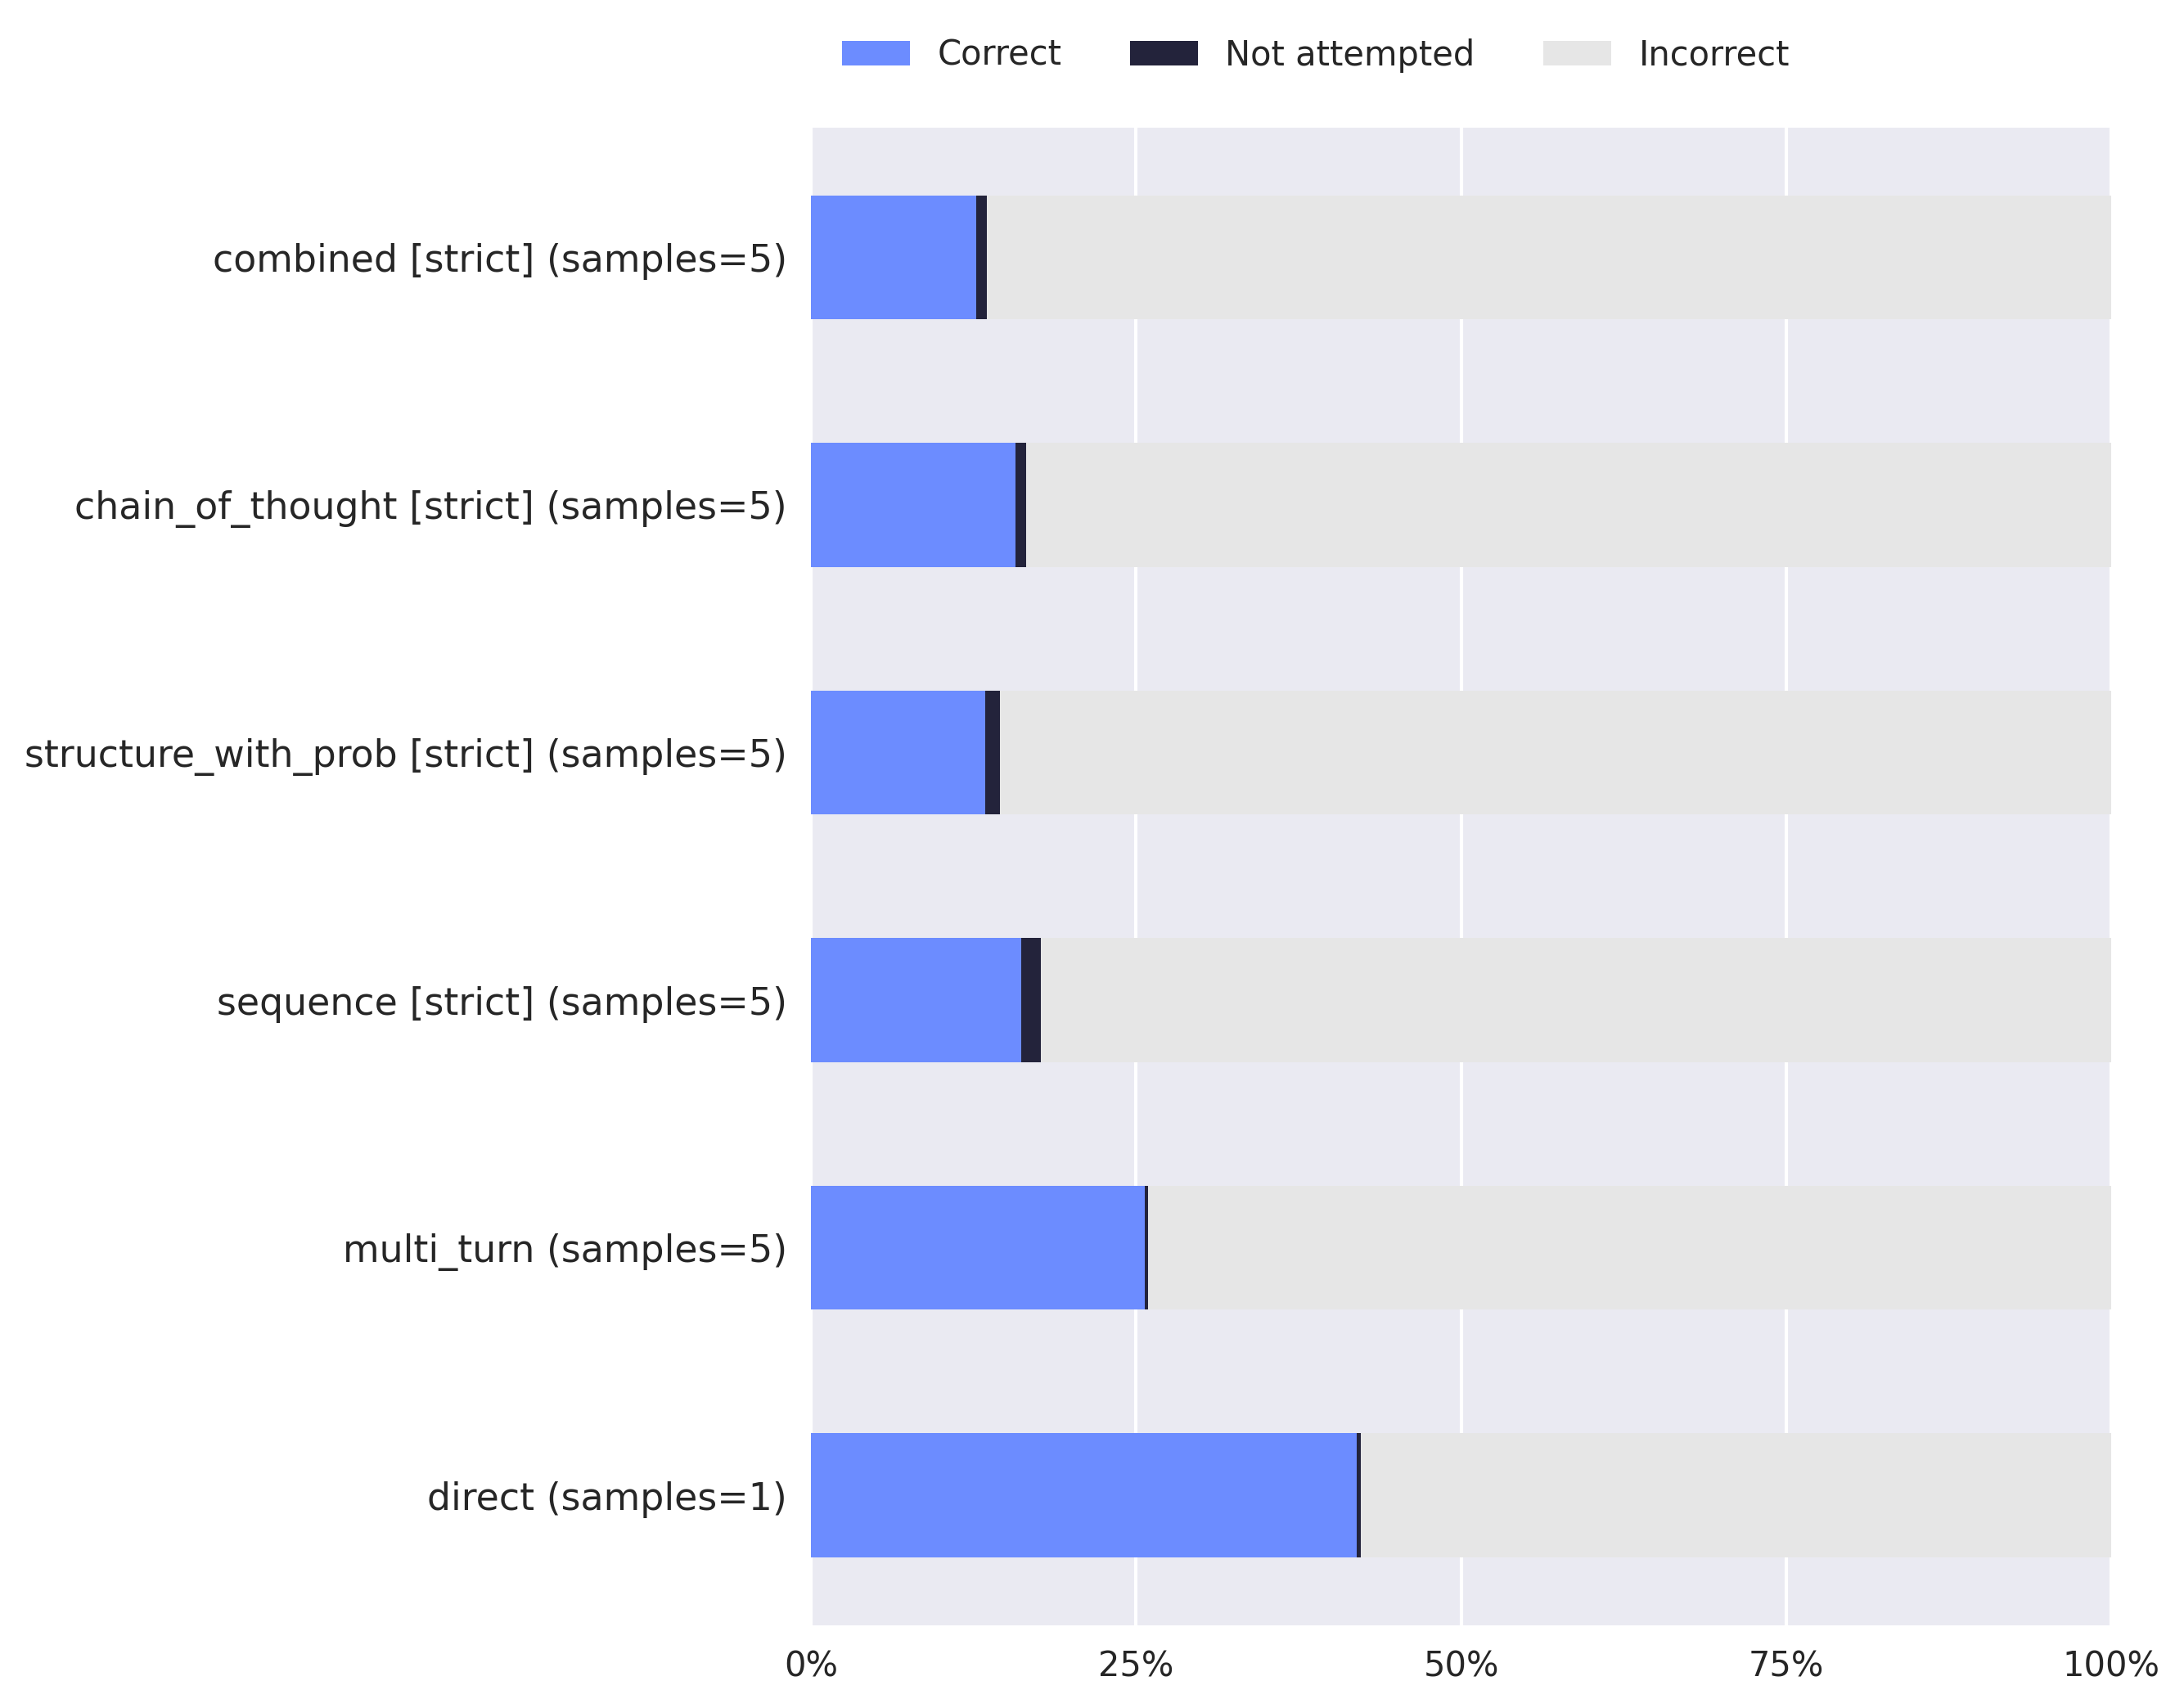 Correct Not attempted Incorrect
combined [strict] (samples=5)
chain_of_thought [strict] (samples=5)
structure_with_prob [strict] (samples=5)
sequence [strict] (samples=5)
multi_turn (samples=5)
direct (samples=1)
0% 25% 50% 75% 100%